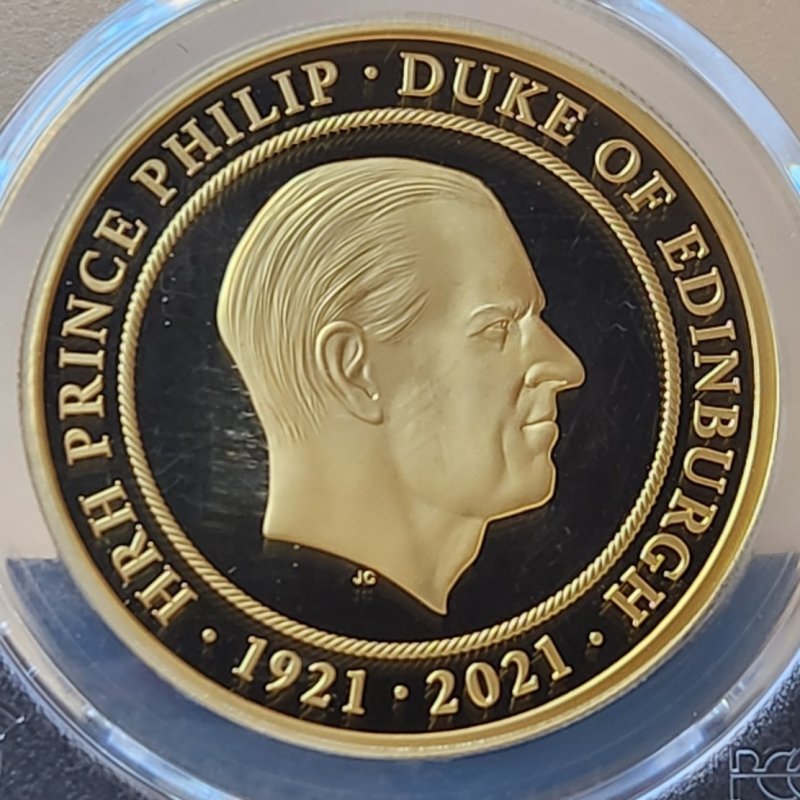 HRH PRINCE PHILIP · DUKE OF EDINBURGH ·
1921 · 2021 ·
JC